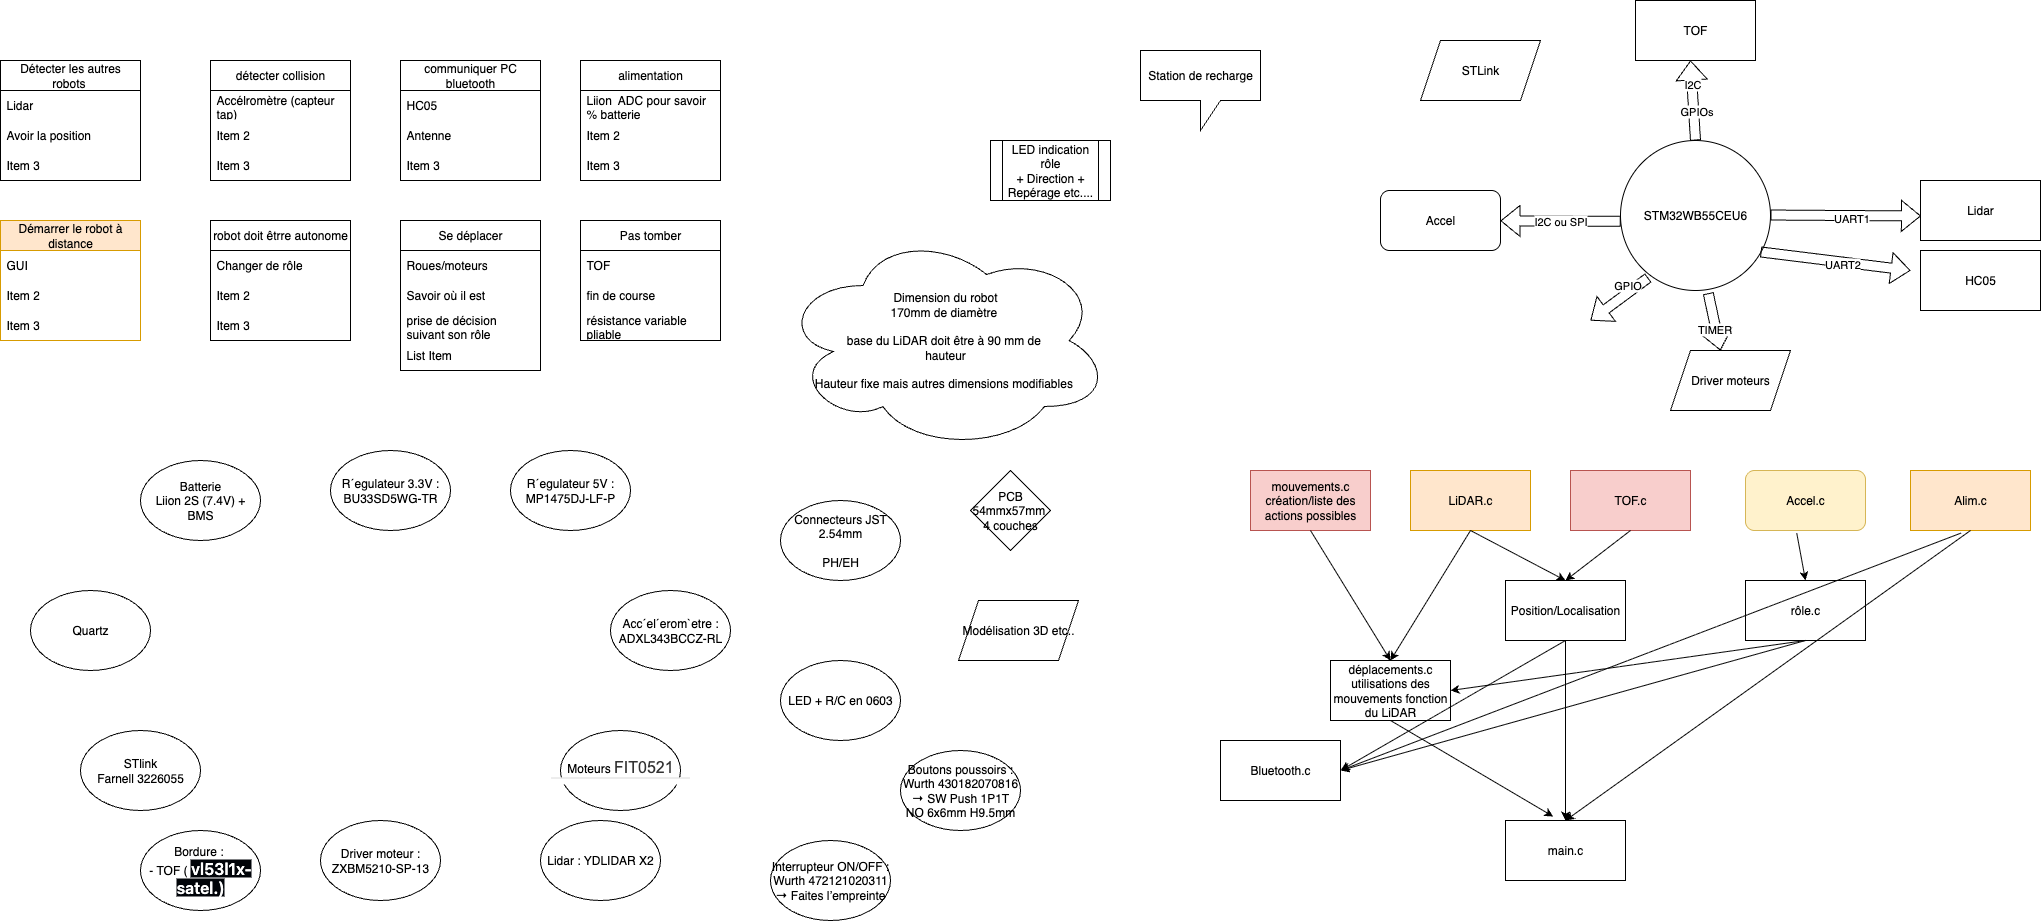 Détecter les autres
robots
Lidar
Avoir la position
Item 3
détecter collision
Accélromètre (capteur
tap)
Item 2
Item 3
communiquer PC
bluetooth
HC05
Antenne
Item 3
alimentation
Liion  ADC pour savoir
% batterie
Item 2
Item 3
Démarrer le robot à
distance
GUI
Item 2
Item 3
robot doit êtrre autonome
Changer de rôle
Item 2
Item 3
Se déplacer
Roues/moteurs
Savoir où il est
prise de décision
suivant son rôle
List Item
Pas tomber
TOF
fin de course
résistance variable
pliable
Station de recharge
LED indication
rôle
+ Direction +
Repérage etc....
Dimension du robot
170mm de diamètre
base du LiDAR doit être à 90 mm de
hauteur
Hauteur fixe mais autres dimensions modifiables
STLink
TOF
I2C
GPIOs
STM32WB55CEU6
Accel
I2C ou SPI
UART1
Lidar
UART2
HC05
GPIO
TIMER
Driver moteurs
Batterie
Liion 2S (7.4V) +
BMS
R´egulateur 3.3V :
BU33SD5WG-TR
R´egulateur 5V :
MP1475DJ-LF-P
Connecteurs JST
2.54mm
PH/EH
PCB
54mmx57mm
4 couches
Quartz
Acc´el´erom`etre :
ADXL343BCCZ-RL
Modélisation 3D etc..
LED + R/C en 0603
STlink
Farnell 3226055
Moteurs FIT0521
Boutons poussoirs :
Wurth 430182070816
→ SW Push 1P1T
NO 6x6mm H9.5mm
Bordure :
- TOF ( vl53l1x-
satel.)
Driver moteur :
ZXBM5210-SP-13
Lidar : YDLIDAR X2
Interrupteur ON/OFF :
Wurth 472121020311
→ Faites l'empreinte
mouvements.c
création/liste des
actions possibles
LiDAR.c
TOF.c
Accel.c
Alim.c
Position/Localisation
rôle.c
déplacements.c
utilisations des
mouvements fonction
du LiDAR
Bluetooth.c
main.c